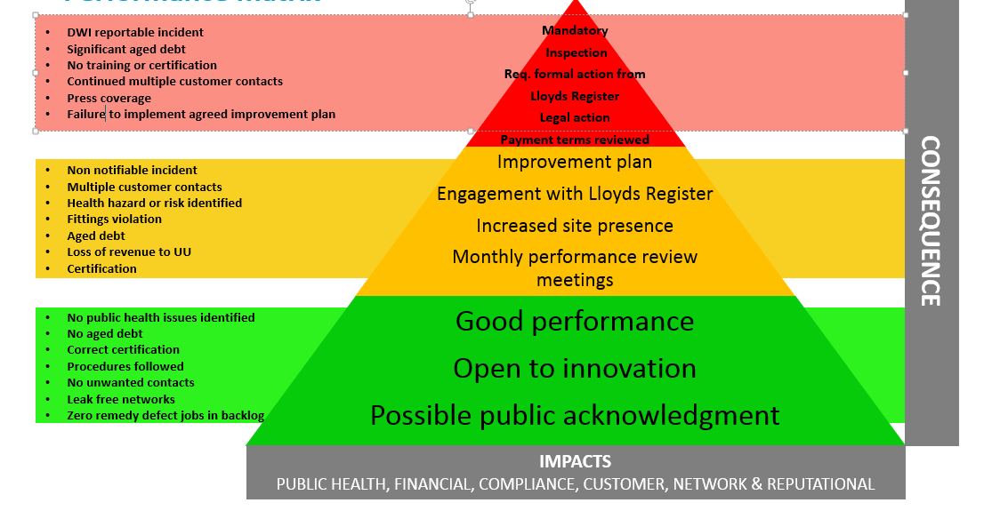 Performance Matrix
• DWI reportable incident
• Significant aged debt
• No training or certification
• Continued multiple customer contacts
• Press coverage
• Failure to implement agreed improvement plan
Mandatory
Inspection
Req. formal action from
Lloyds Register
Legal action
Payment terms reviewed
• Non notifiable incident
• Multiple customer contacts
• Health hazard or risk identified
• Fittings violation
• Aged debt
• Loss of revenue to UU
• Certification
Improvement plan
Engagement with Lloyds Register
Increased site presence
Monthly performance review
meetings
• No public health issues identified
• No aged debt
• Correct certification
• Procedures followed
• No unwanted contacts
• Leak free networks
• Zero remedy defect jobs in backlog
Good performance
Open to innovation
Possible public acknowledgment
CONSEQUENCE
IMPACTS
PUBLIC HEALTH, FINANCIAL, COMPLIANCE, CUSTOMER, NETWORK & REPUTATIONAL